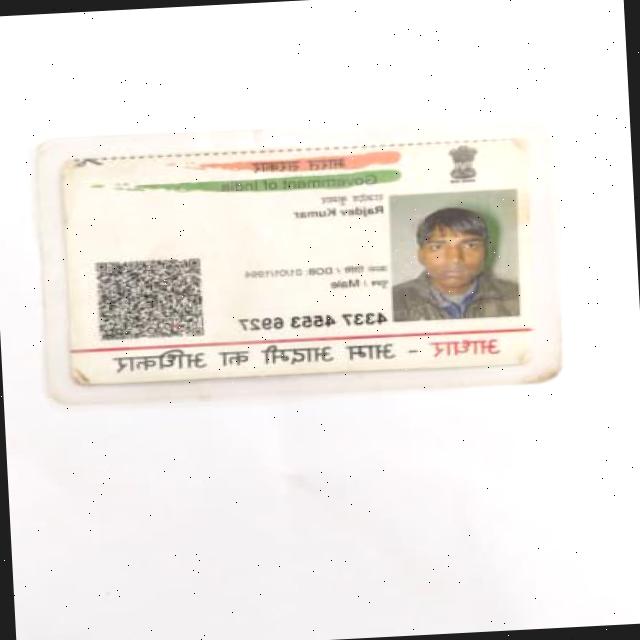 भारत सरकार
Government of India
राजदेव कुमार
Rajdev Kumar
जन्म तिथि / DOB: 01/01/1994
पुरुष / Male
4337 4553 6927
आधार - आम आदमी का अधिकार